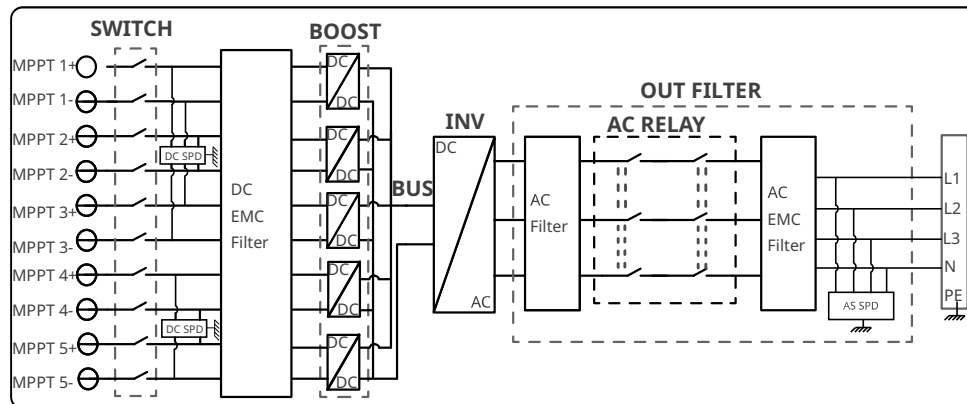 SWITCH
BOOST
MPPT 1+
MPPT 1-
MPPT 2+
MPPT 2-
MPPT 3+
MPPT 3-
MPPT 4+
MPPT 4-
MPPT 5+
MPPT 5-
DC SPD
DC SPD
DC
EMC
Filter
DC
DC
DC
DC
DC
DC
DC
DC
DC
DC
BUS
INV
DC
AC
OUT FILTER
AC RELAY
AC
Filter
AC
EMC
Filter
AS SPD
L1
L2
L3
N
PE